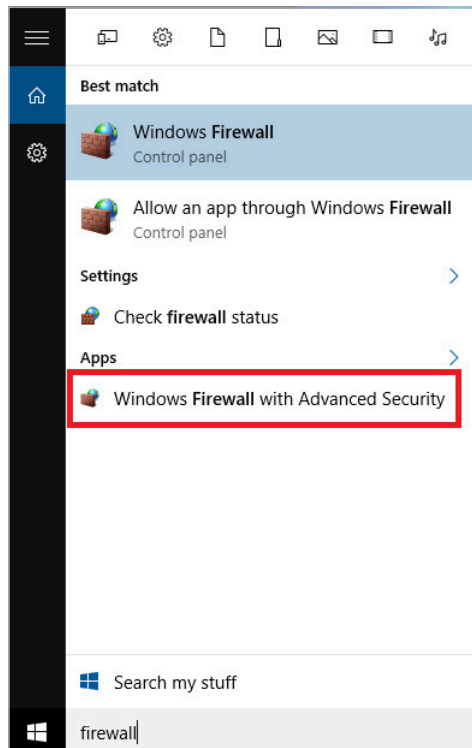 Best match
Windows Firewall
Control panel
Allow an app through Windows Firewall
Control panel
Settings
Check firewall status
Apps
Windows Firewall with Advanced Security
Search my stuff
firewall